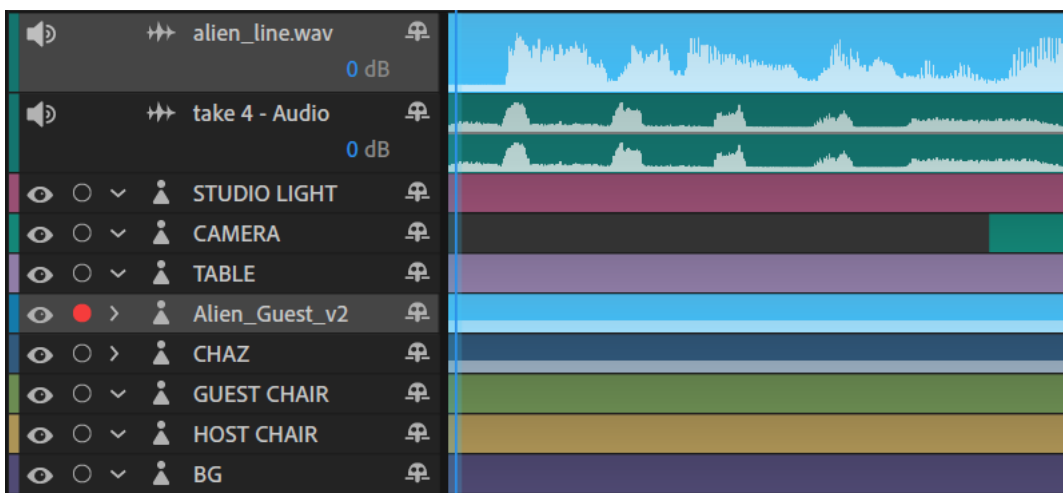 alien_line.wav
0 dB
take 4 - Audio
0 dB
STUDIO LIGHT
CAMERA
TABLE
Alien_Guest_v2
CHAZ
GUEST CHAIR
HOST CHAIR
BG